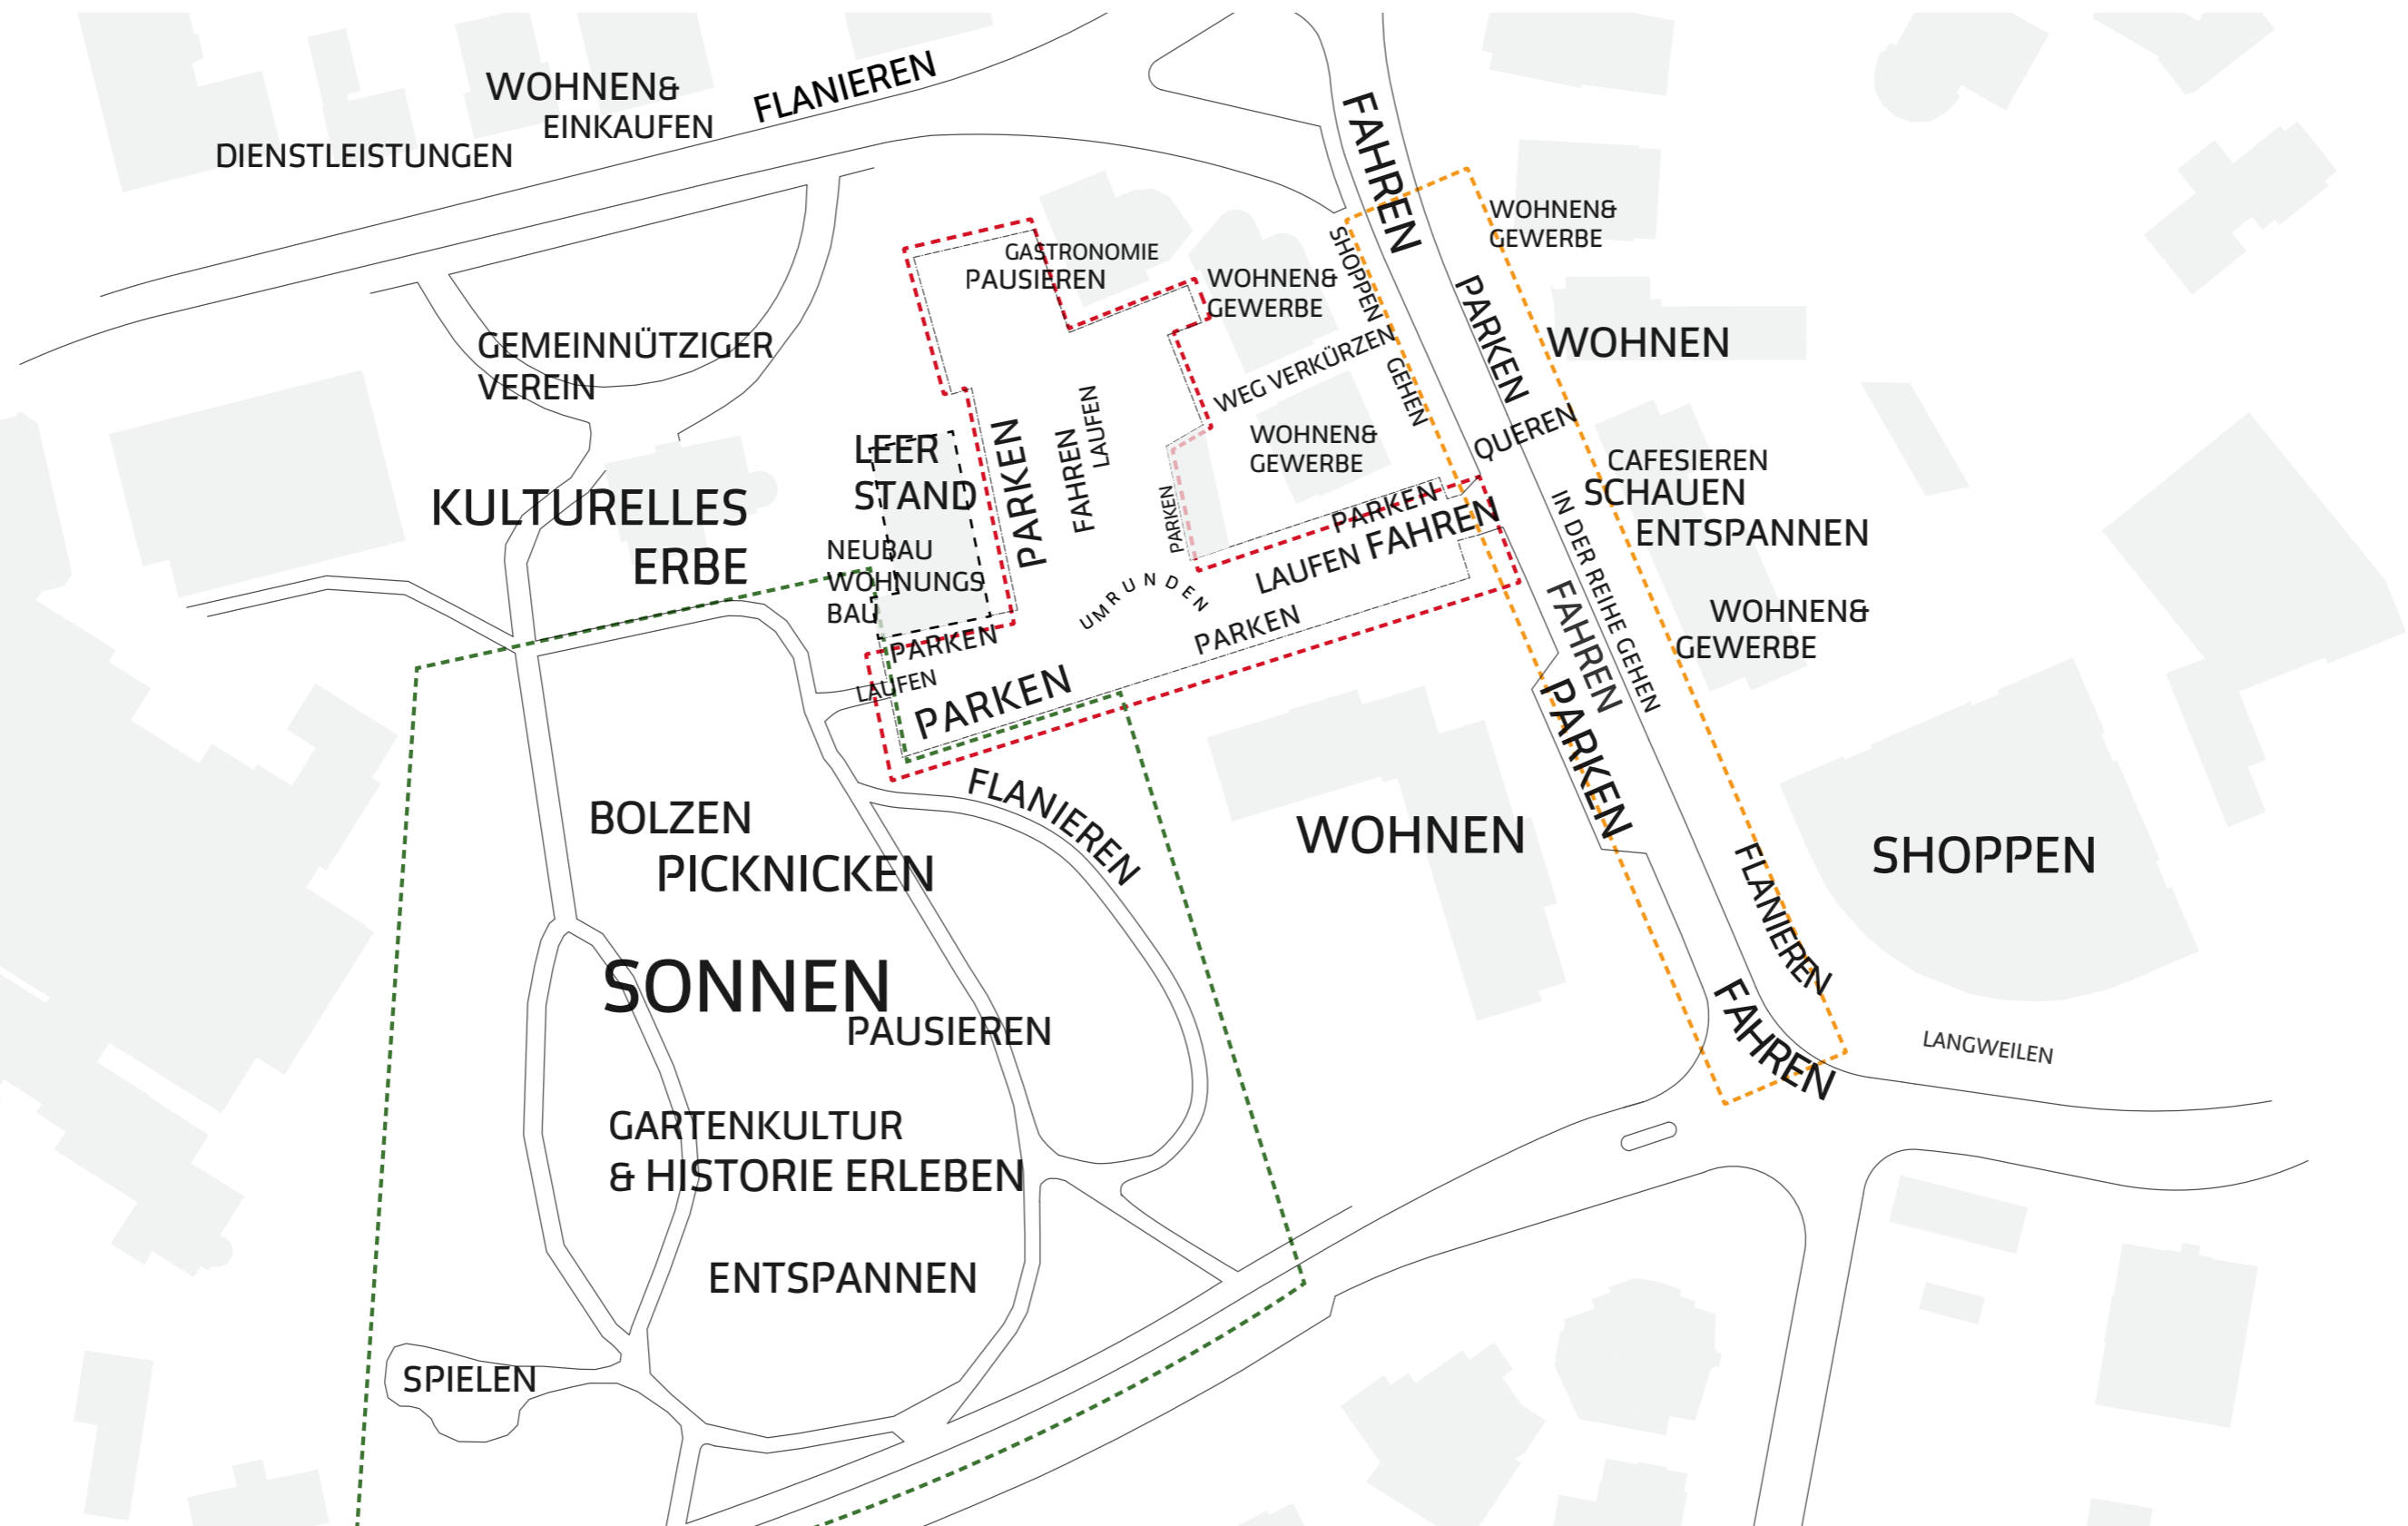 WOHNEN&
EINKAUFEN
DIENSTLEISTUNGEN
FLANIEREN
FAHREN
WOHNEN&
GEWERBE
GASTRONOMIE
PAUSIEREN
WOHNEN&
GEWERBE
SHOPPEN
GEHEN
PARKEN
WOHNEN
GEMEINNÜTZIGER
VEREIN
WEG VERKÜRZEN
LAUFEN
FAHREN
PARKEN
LEER
STAND
WOHNEN&
GEWERBE
QUEREN
CAFESIEREN
SCHAUEN
ENTSPANNEN
KULTURELLES
ERBE
PARKEN
PARKEN
LAUFEN FAHREN
IN DER REIHE GEHEN
NEUBAU
WOHNUNGS
BAU
UMRUNDEN
PARKEN
FAHREN
WOHNEN&
GEWERBE
PARKEN
LAUFEN
PARKEN
PARKEN
FLANIEREN
BOLZEN
PICKNICKEN
WOHNEN
SHOPPEN
FLANIEREN
SONNEN
PAUSIEREN
FAHREN
LANGWEILEN
GARTENKULTUR
& HISTORIE ERLEBEN
ENTSPANNEN
SPIELEN